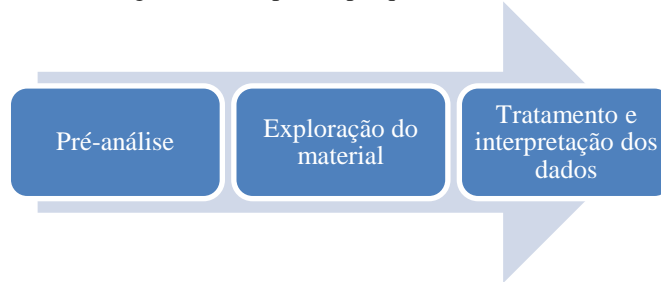 Pré-análise
Exploração do
material
Tratamento e
interpretação dos
dados